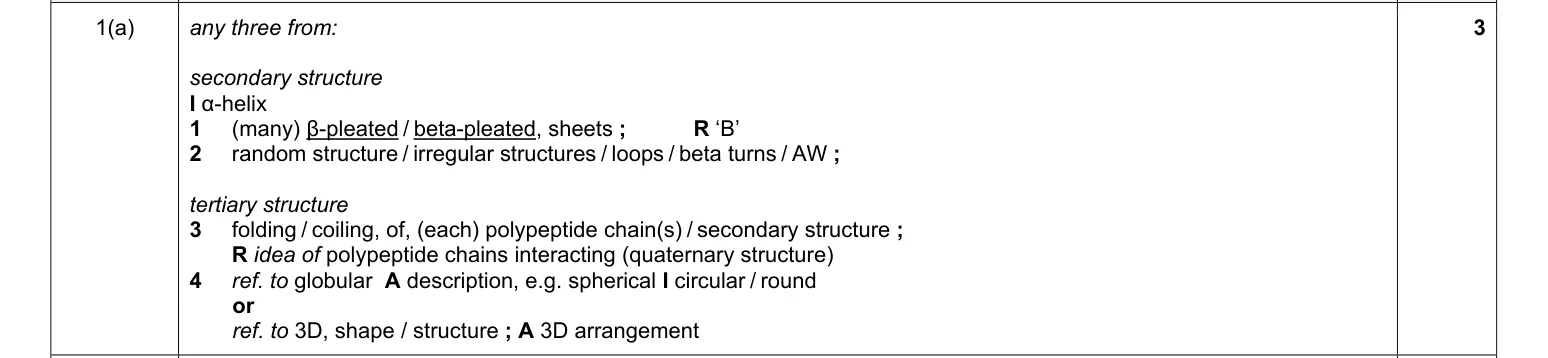 1(a) any three from: 3
secondary structure
I α-helix
1 (many) β-pleated / beta-pleated, sheets ; R ‘B’
2 random structure / irregular structures / loops / beta turns / AW ;
tertiary structure
3 folding / coiling, of, (each) polypeptide chain(s) / secondary structure ;
R idea of polypeptide chains interacting (quaternary structure)
4 ref. to globular A description, e.g. spherical I circular / round
or
ref. to 3D, shape / structure ; A 3D arrangement